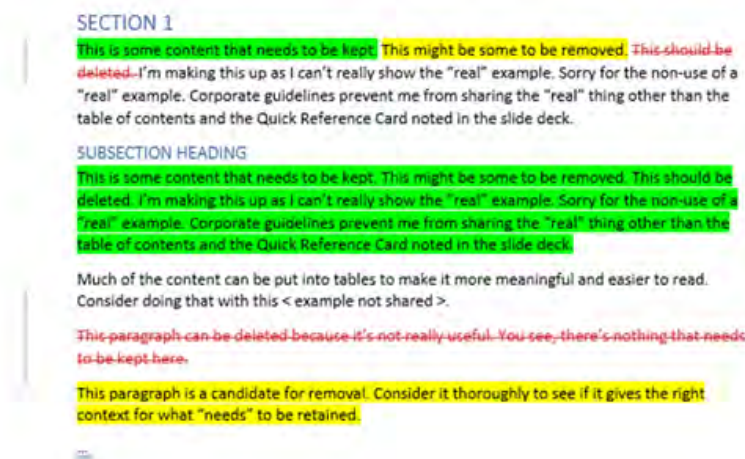 SECTION 1
This is some content that needs to be kept. This might be some to be removed. This should be
deleted. I'm making this up as I can't really show the "real" example. Sorry for the non-use of a
"real" example. Corporate guidelines prevent me from sharing the "real" thing other than the
table of contents and the Quick Reference Card noted in the slide deck.
SUBSECTION HEADING
This is some content that needs to be kept. This might be some to be removed. This should be
deleted. I'm making this up as I can't really show the "real" example. Sorry for the non-use of a
"real" example. Corporate guidelines prevent me from sharing the "real" thing other than the
table of contents and the Quick Reference Card noted in the slide deck.
Much of the content can be put into tables to make it more meaningful and easier to read.
Consider doing that with this < example not shared >.
This paragraph can be deleted because it's not really useful. You see, there's nothing that needs
to be kept here.
This paragraph is a candidate for removal. Consider it thoroughly to see if it gives the right
context for what "needs" to be retained.
...